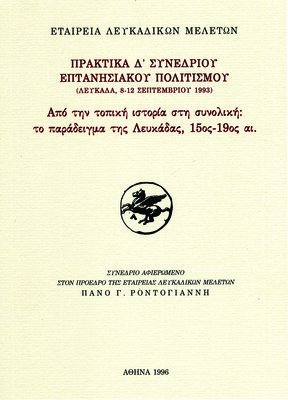 ΕΤΑΙΡΕΙΑ ΛΕΥΚΑΔΙΚΩΝ ΜΕΛΕΤΩΝ
ΠΡΑΚΤΙΚΑ Δ' ΣΥΝΕΔΡΙΟΥ
ΕΠΤΑΝΗΣΙΑΚΟΥ ΠΟΛΙΤΙΣΜΟΥ
(ΛΕΥΚΑΔΑ, 8-12 ΣΕΠΤΕΜΒΡΙΟΥ 1993)
Από την τοπική ιστορία στη συνολική:
το παράδειγμα της Λευκάδας, 15ος-19ος αι.
ΣΥΝΕΔΡΙΟ ΑΦΙΕΡΩΜΕΝΟ
ΣΤΟΝ ΠΡΟΕΔΡΟ ΤΗΣ ΕΤΑΙΡΕΙΑΣ ΛΕΥΚΑΔΙΚΩΝ ΜΕΛΕΤΩΝ
ΠΑΝΟ Γ. ΡΟΝΤΟΓΙΑΝΝΗ
ΑΘΗΝΑ 1996